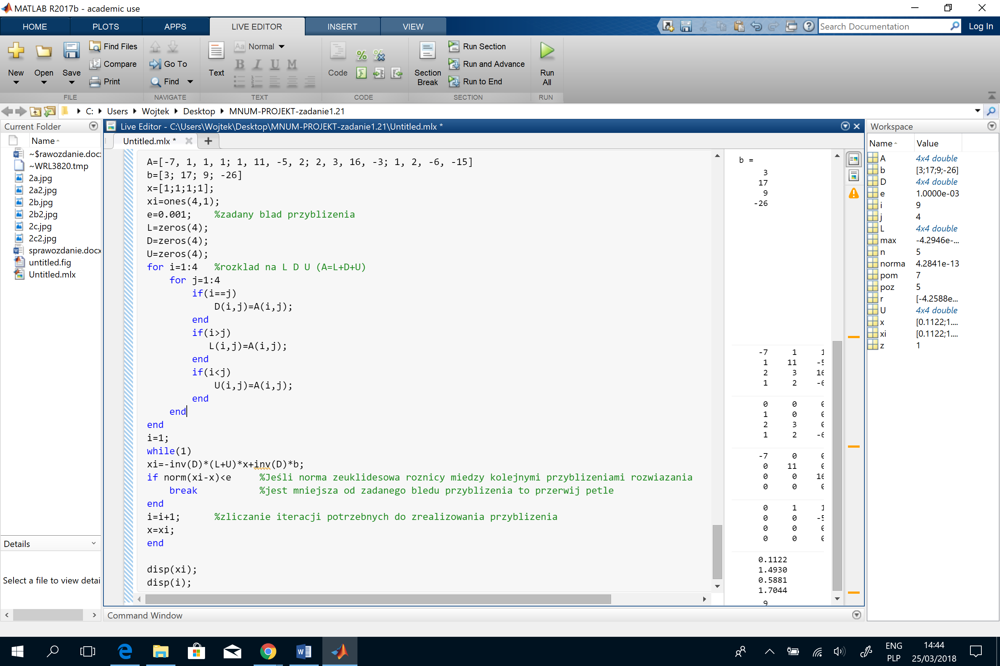 MATLAB R2017b - academic use
HOME PLOTS APPS LIVE EDITOR INSERT VIEW
Search Documentation Log In
New Open Save Find Files Compare Print
FILE
Go To Find
NAVIGATE
Text Aa Normal B I U M
TEXT
Code
CODE
Section Break Run Section Run and Advance Run to End
SECTION
Run All
RUN
C: Users Wojtek Desktop MNUM-PROJEKT-zadanie1.21
Current Folder
Name
~$rawozdanie.docx
~WRL3820.tmp
2a.jpg
2a2.jpg
2b.jpg
2b2.jpg
2c.jpg
2c2.jpg
sprawozdanie.docx
untitled.fig
Untitled.mlx
Details
Select a file to view detai
Live Editor - C:\Users\Wojtek\Desktop\MNUM-PROJEKT-zadanie1.21\Untitled.mlx *
Untitled.mlx *
A=[-7, 1, 1, 1; 1, 11, -5, 2; 2, 3, 16, -3; 1, 2, -6, -15]
b=[3; 17; 9; -26]
x=[1;1;1;1];
xi=ones(4,1);
e=0.001; %zadany blad przyblizenia
L=zeros(4);
D=zeros(4);
U=zeros(4);
for i=1:4 %rozklad na L D U (A=L+D+U)
for j=1:4
if(i==j)
D(i,j)=A(i,j);
end
if(i>j)
L(i,j)=A(i,j);
end
if(i<j)
U(i,j)=A(i,j);
end
end
end
i=1;
while(1)
xi=-inv(D)*(L+U)*x+inv(D)*b;
if norm(xi-x)<e %Jeśli norma zeuklidesowa roznicy miedzy kolejnymi przyblizeniami rozwiazania
break %jest mniejsza od zadanego bledu przyblizenia to przerwij petle
end
i=i+1; %zliczanie iteracji potrzebnych do zrealizowania przyblizenia
x=xi;
end
disp(xi);
disp(i);
b =
3
17
9
-26
-7 1 1
1 11 -5
2 3 16
1 2 -6
0 0 0
1 0 0
2 3 0
1 2 -6
-7 0 0
0 11 0
0 0 16
0 0 0
0 1 1
0 0 -5
0 0 0
0 0 0
0.1122
1.4930
0.5881
1.7044
9
Command Window
Workspace
Name Value
A 4x4 double
b [3;17;9;-26]
D 4x4 double
e 1.0000e-03
i 9
j 4
L 4x4 double
max -4.2946e-...
n 5
norma 4.2841e-13
pom 7
poz 5
r [-4.2588e...
U 4x4 double
x [0.1122;1....
xi [0.1122;1....
z 1
ENG
PLP
14:44
25/03/2018